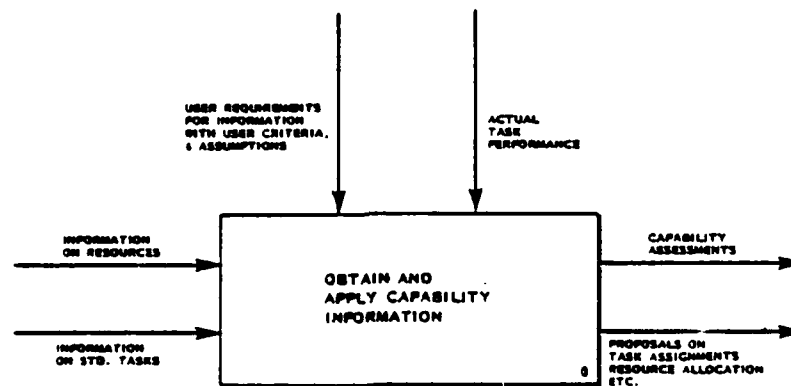 USER REQUIREMENTS
FOR INFORMATION
WITH USER CRITERIA,
& ASSUMPTIONS
ACTUAL
TASK
PERFORMANCE
INFORMATION
ON RESOURCES
CAPABILITY
ASSESSMENTS
OBTAIN AND
APPLY CAPABILITY
INFORMATION
INFORMATION
ON STD. TASKS
0
PROPOSALS ON
TASK ASSIGNMENTS
RESOURCE ALLOCATION
ETC.